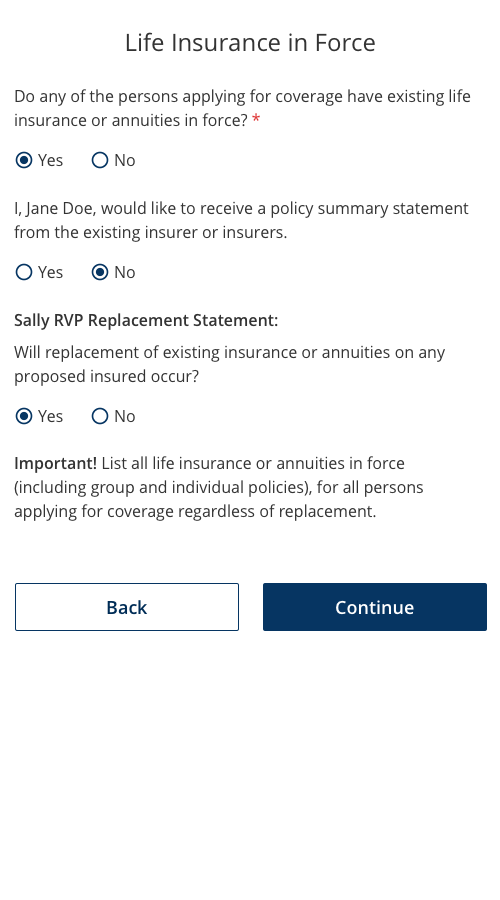 Life Insurance in Force
Do any of the persons applying for coverage have existing life
insurance or annuities in force? *
Yes No
I, Jane Doe, would like to receive a policy summary statement
from the existing insurer or insurers.
Yes No
Sally RVP Replacement Statement:
Will replacement of existing insurance or annuities on any
proposed insured occur?
Yes No
Important! List all life insurance or annuities in force
(including group and individual policies), for all persons
applying for coverage regardless of replacement.
Back Continue